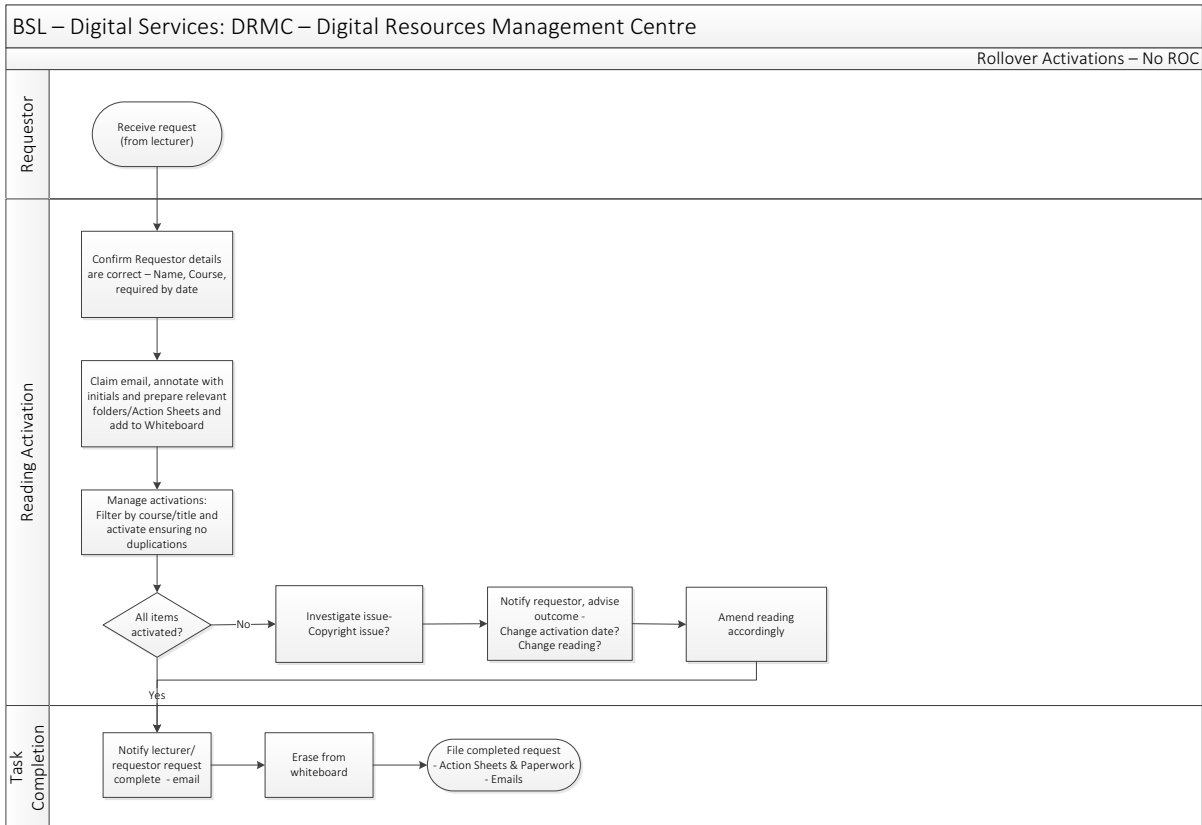 BSL – Digital Services: DRMC – Digital Resources Management Centre
Rollover Activations – No ROC
Requestor
Receive request
(from lecturer)
Reading Activation
Confirm Requestor details
are correct – Name, Course,
required by date
Claim email, annotate with
initials and prepare relevant
folders/Action Sheets and
add to Whiteboard
Manage activations:
Filter by course/title and
activate ensuring no
duplications
All items
activated?
No
Investigate issue-
Copyright issue?
Notify requestor, advise
outcome -
Change activation date?
Change reading?
Amend reading
accordingly
Yes
Task
Completion
Notify lecturer/
requestor request
complete - email
Erase from
whiteboard
File completed request
- Action Sheets & Paperwork
- Emails